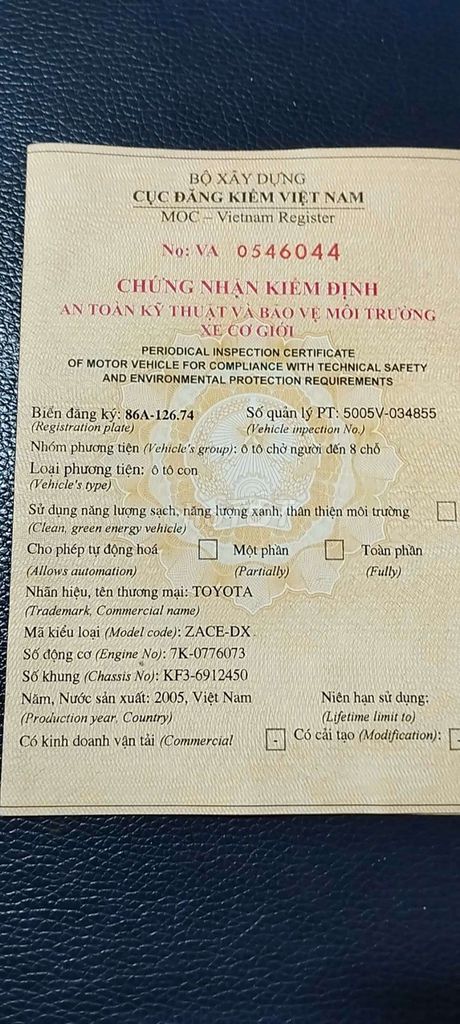 BỘ XÂY DỰNG
CỤC ĐĂNG KIỂM VIỆT NAM
MOC – Vietnam Register
No: VA 0546044
CHỨNG NHẬN KIỂM ĐỊNH
AN TOÀN KỸ THUẬT VÀ BẢO VỆ MÔI TRƯỜNG
XE CƠ GIỚI
PERIODICAL INSPECTION CERTIFICATE
OF MOTOR VEHICLE FOR COMPLIANCE WITH TECHNICAL SAFETY
AND ENVIRONMENTAL PROTECTION REQUIREMENTS
Biển đăng ký: 86A-126.74 Số quản lý PT: 5005V-034855
(Registration plate) (Vehicle inpection No.)
Nhóm phương tiện (Vehicle's group): ô tô chở người đến 8 chỗ
Loại phương tiện: ô tô con
(Vehicle's type)
Sử dụng năng lượng sạch, năng lượng xanh, thân thiện môi trường
(Clean, green energy vehicle)
Cho phép tự động hoá Một phần Toàn phần
(Allows automation) (Partially) (Fully)
Nhãn hiệu, tên thương mại: TOYOTA
(Trademark, Commercial name)
Mã kiểu loại (Model code): ZACE-DX
Số động cơ (Engine No): 7K-0776073
Số khung (Chassis No): KF3-6912450
Năm, Nước sản xuất: 2005, Việt Nam Niên hạn sử dụng:
(Production year, Country) (Lifetime limit to)
Có kinh doanh vận tải (Commercial - Có cải tạo (Modification): -